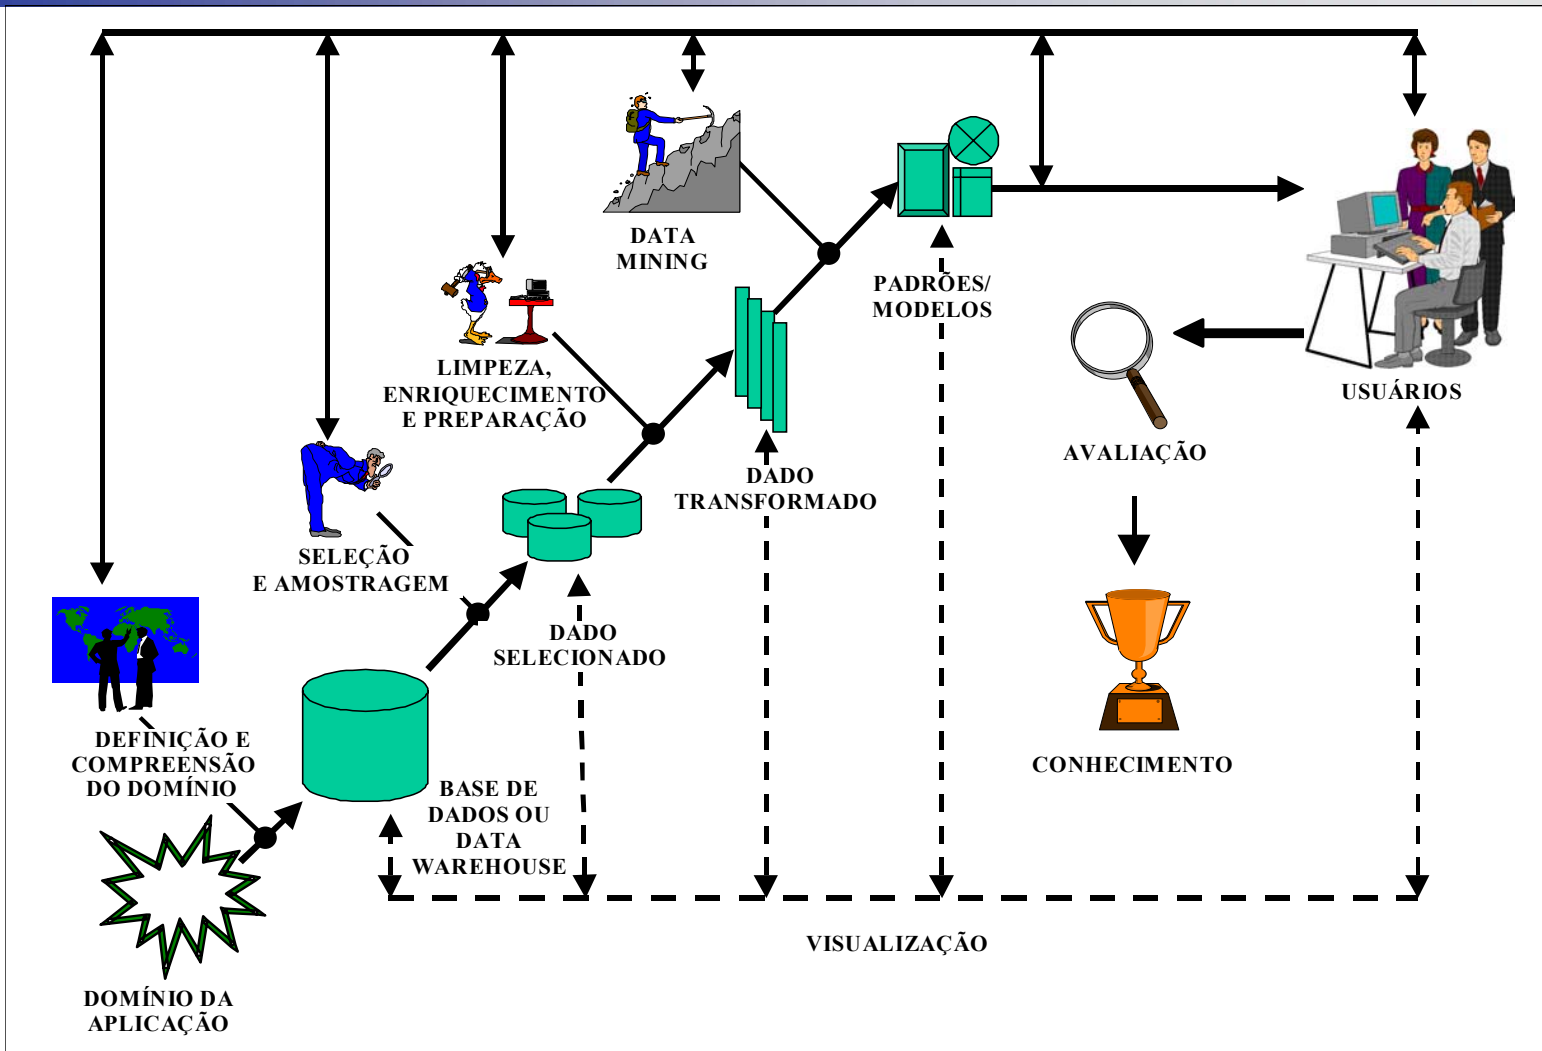 DATA
MINING
PADRÕES/
MODELOS
LIMPEZA,
ENRIQUECIMENTO
E PREPARAÇÃO
USUÁRIOS
AVALIAÇÃO
DADO
TRANSFORMADO
SELEÇÃO
E AMOSTRAGEM
DADO
SELECIONADO
DEFINIÇÃO E
COMPREENSÃO
DO DOMÍNIO
CONHECIMENTO
BASE DE
DADOS OU
DATA
WAREHOUSE
VISUALIZAÇÃO
DOMÍNIO DA
APLICAÇÃO